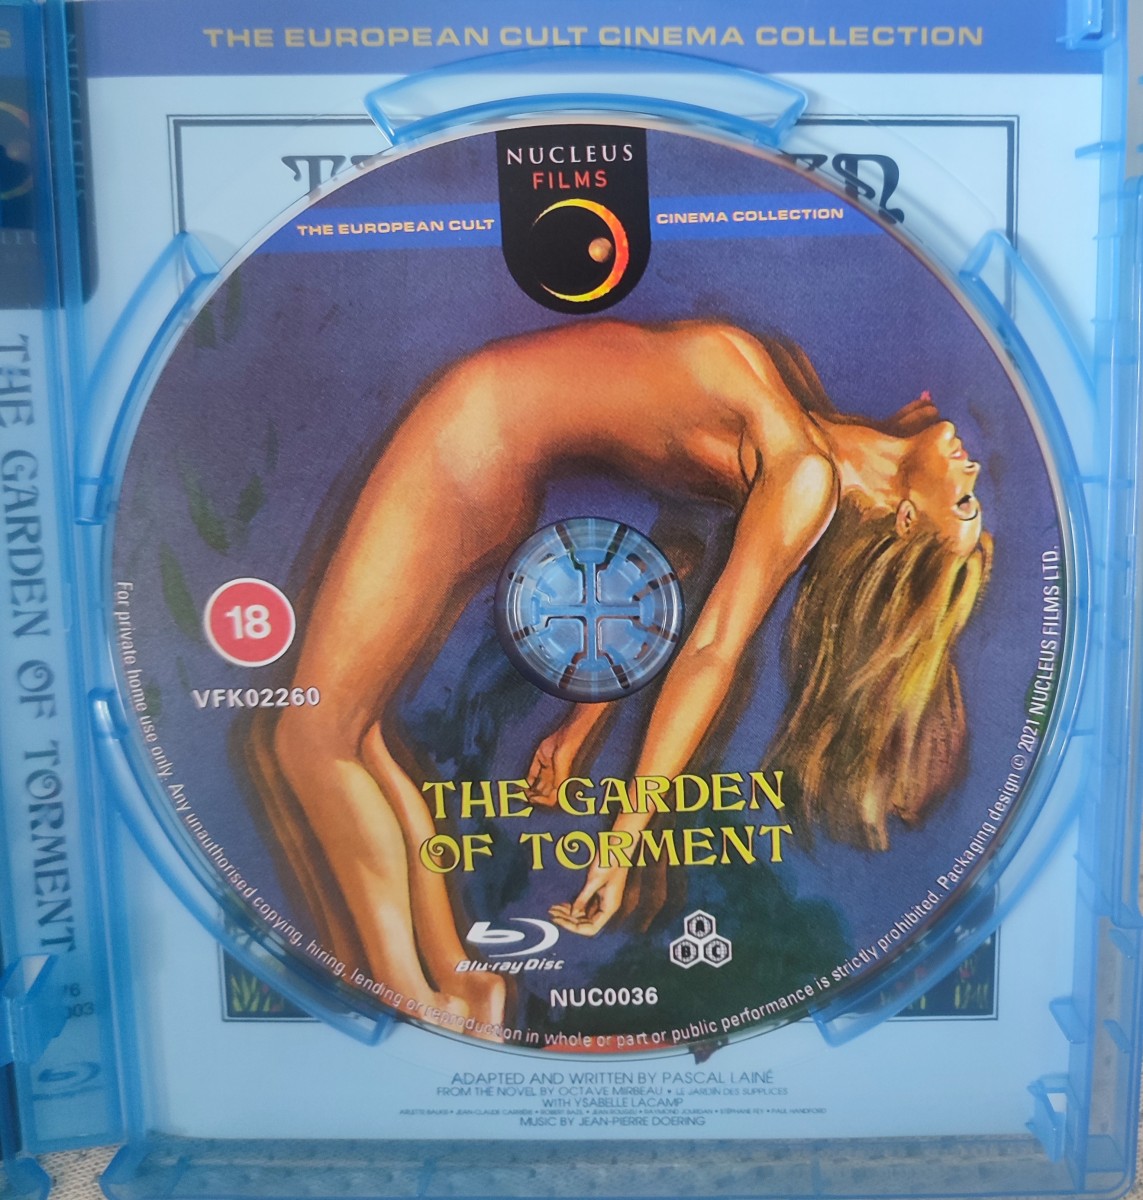 THE EUROPEAN CULT CINEMA COLLECTION
NUCLEUS
FILMS
THE EUROPEAN CULT
CINEMA COLLECTION
18
VFK02260
THE GARDEN
OF TORMENT
Blu-ray Disc
A
B C
NUC0036
For private home use only. Any unauthorised copying, hiring, lending or reproduction in whole or part or public performance is strictly prohibited. Packaging design © 2021 NUCLEUS FILMS LTD.
THE GARDEN OF TORMENT
ADAPTED AND WRITTEN BY PASCAL LAINÉ
FROM THE NOVEL BY OCTAVE MIRBEAU • LE JARDIN DES SUPPLICES
WITH YSABELLE LACAMP
MUSIC BY JEAN-PIERRE DOERING